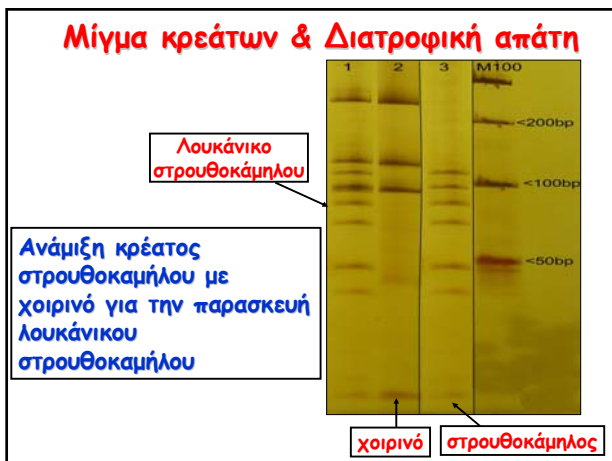 Μίγμα κρεάτων & Διατροφική απάτη
1 2 3 M100
<200bp
Λουκάνικο
στρουθοκάμηλου
<100bp
Ανάμιξη κρέατος
στρουθοκαμήλου με
χοιρινό για την παρασκευή
λουκάνικου
στρουθοκαμήλου
<50bp
χοιρινό
στρουθοκάμηλος